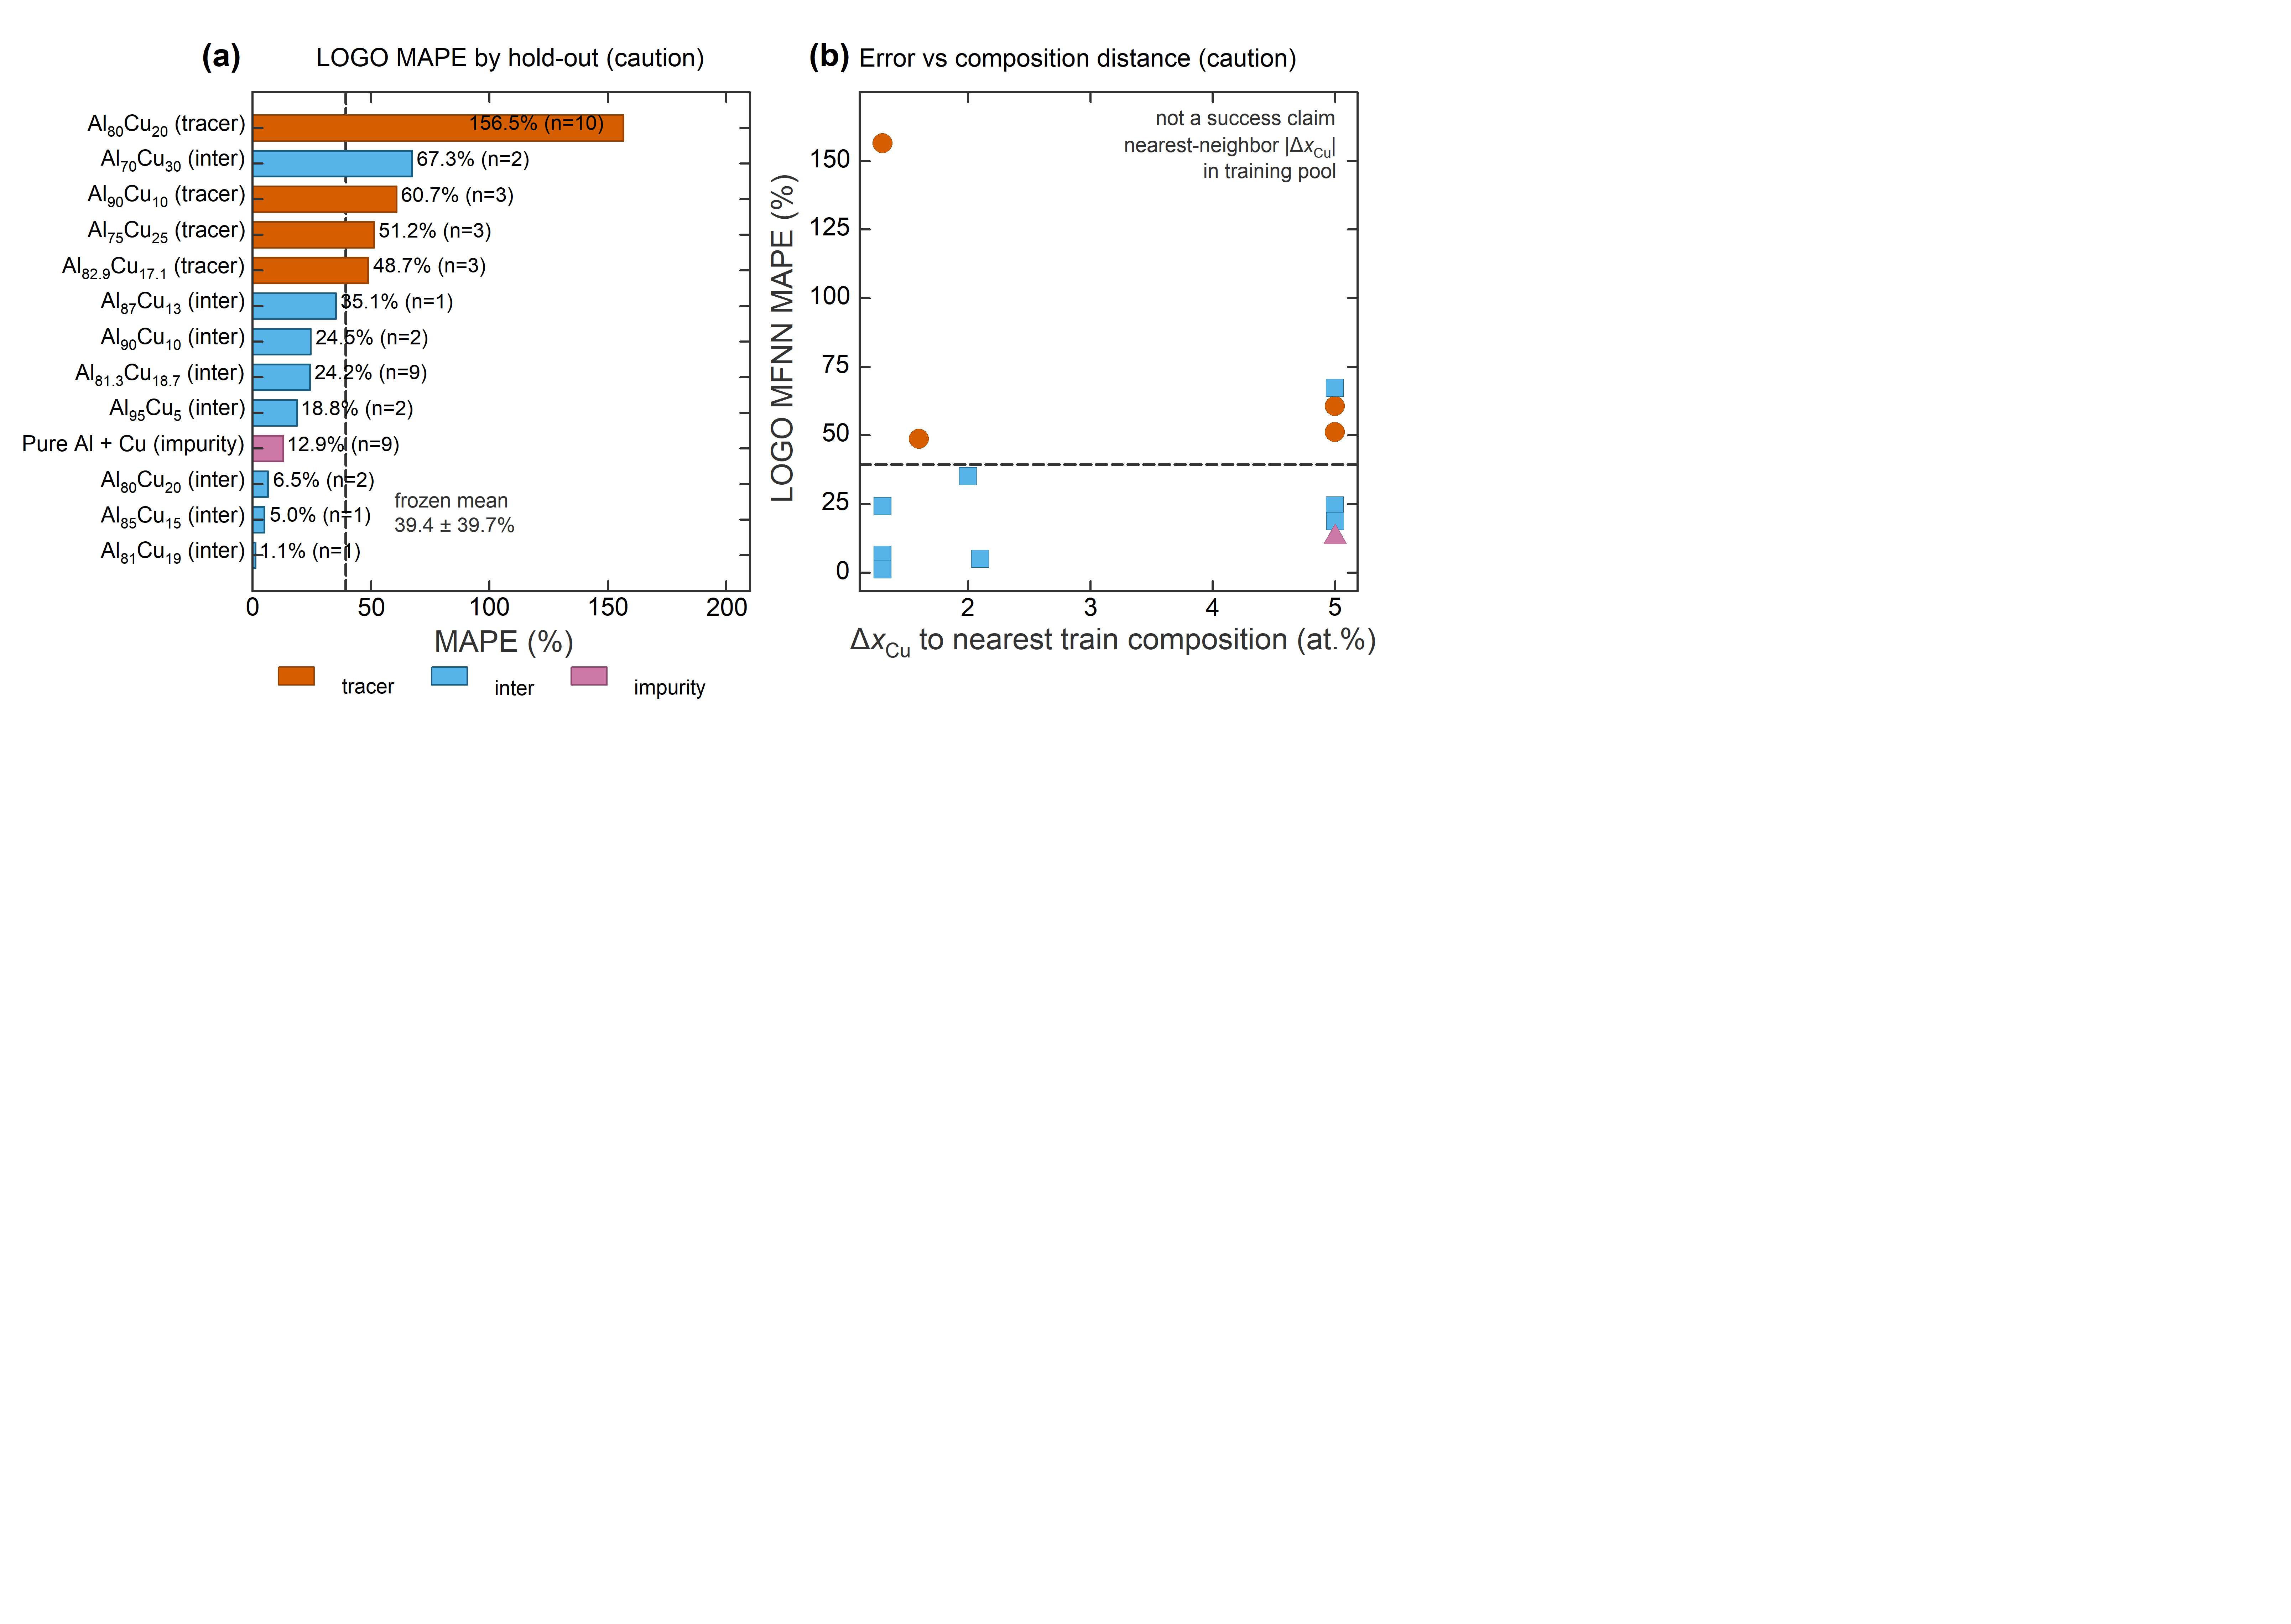 (a)
LOGO MAPE by hold-out (caution)
Al80Cu20 (tracer)
156.5% (n=10)
Al70Cu30 (inter)
67.3% (n=2)
Al90Cu10 (tracer)
60.7% (n=3)
Al75Cu25 (tracer)
51.2% (n=3)
Al82.9Cu17.1 (tracer)
48.7% (n=3)
Al87Cu13 (inter)
35.1% (n=1)
Al90Cu10 (inter)
24.5% (n=2)
Al81.3Cu18.7 (inter)
24.2% (n=9)
Al95Cu5 (inter)
18.8% (n=2)
Pure Al + Cu (impurity)
12.9% (n=9)
Al80Cu20 (inter)
6.5% (n=2)
Al85Cu15 (inter)
5.0% (n=1)
Al81Cu19 (inter)
1.1% (n=1)
frozen mean
39.4 ± 39.7%
0 50 100 150 200
MAPE (%)
tracer inter impurity
(b)
Error vs composition distance (caution)
not a success claim
nearest-neighbor |ΔxCu|
in training pool
LOGO MFNN MAPE (%)
150
125
100
75
50
25
0
2 3 4 5
ΔxCu to nearest train composition (at.%)